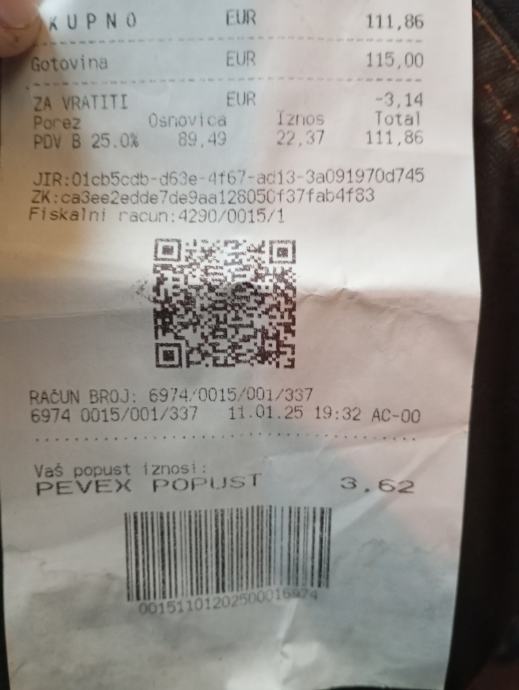 KUPNO EUR 111,86
Gotovina EUR 115,00
ZA VRATITI EUR -3,14
Porez Osnovica Iznos Total
PDV B 25.0% 89,49 22,37 111,86
JIR:01cb5cdb-d63e-4f67-ad13-3a091970d745
ZK:ca3ee2edde7de9aa128050f37fab4f83
Fiskalni racun:4290/0015/1
RAČUN BROJ: 6974/0015/001/337
6974 0015/001/337 11.01.25 19:32 AC-00
Vaš popust iznosi:
PEVEX POPUST 3,62
00151101202500016974